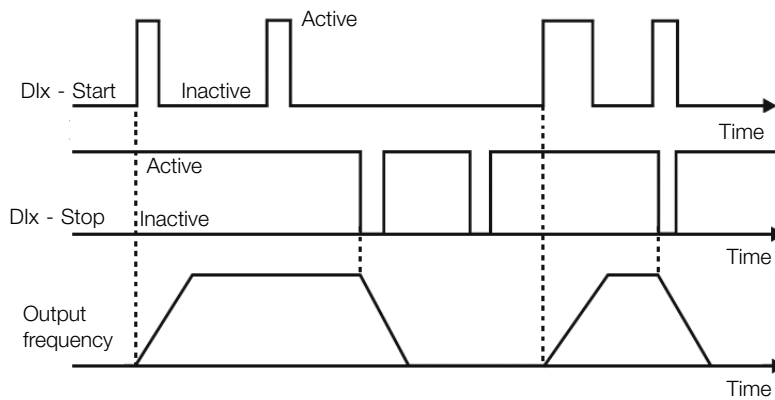 Active
DIx - Start
Inactive
Time
Active
DIx - Stop
Inactive
Time
Output
frequency
Time